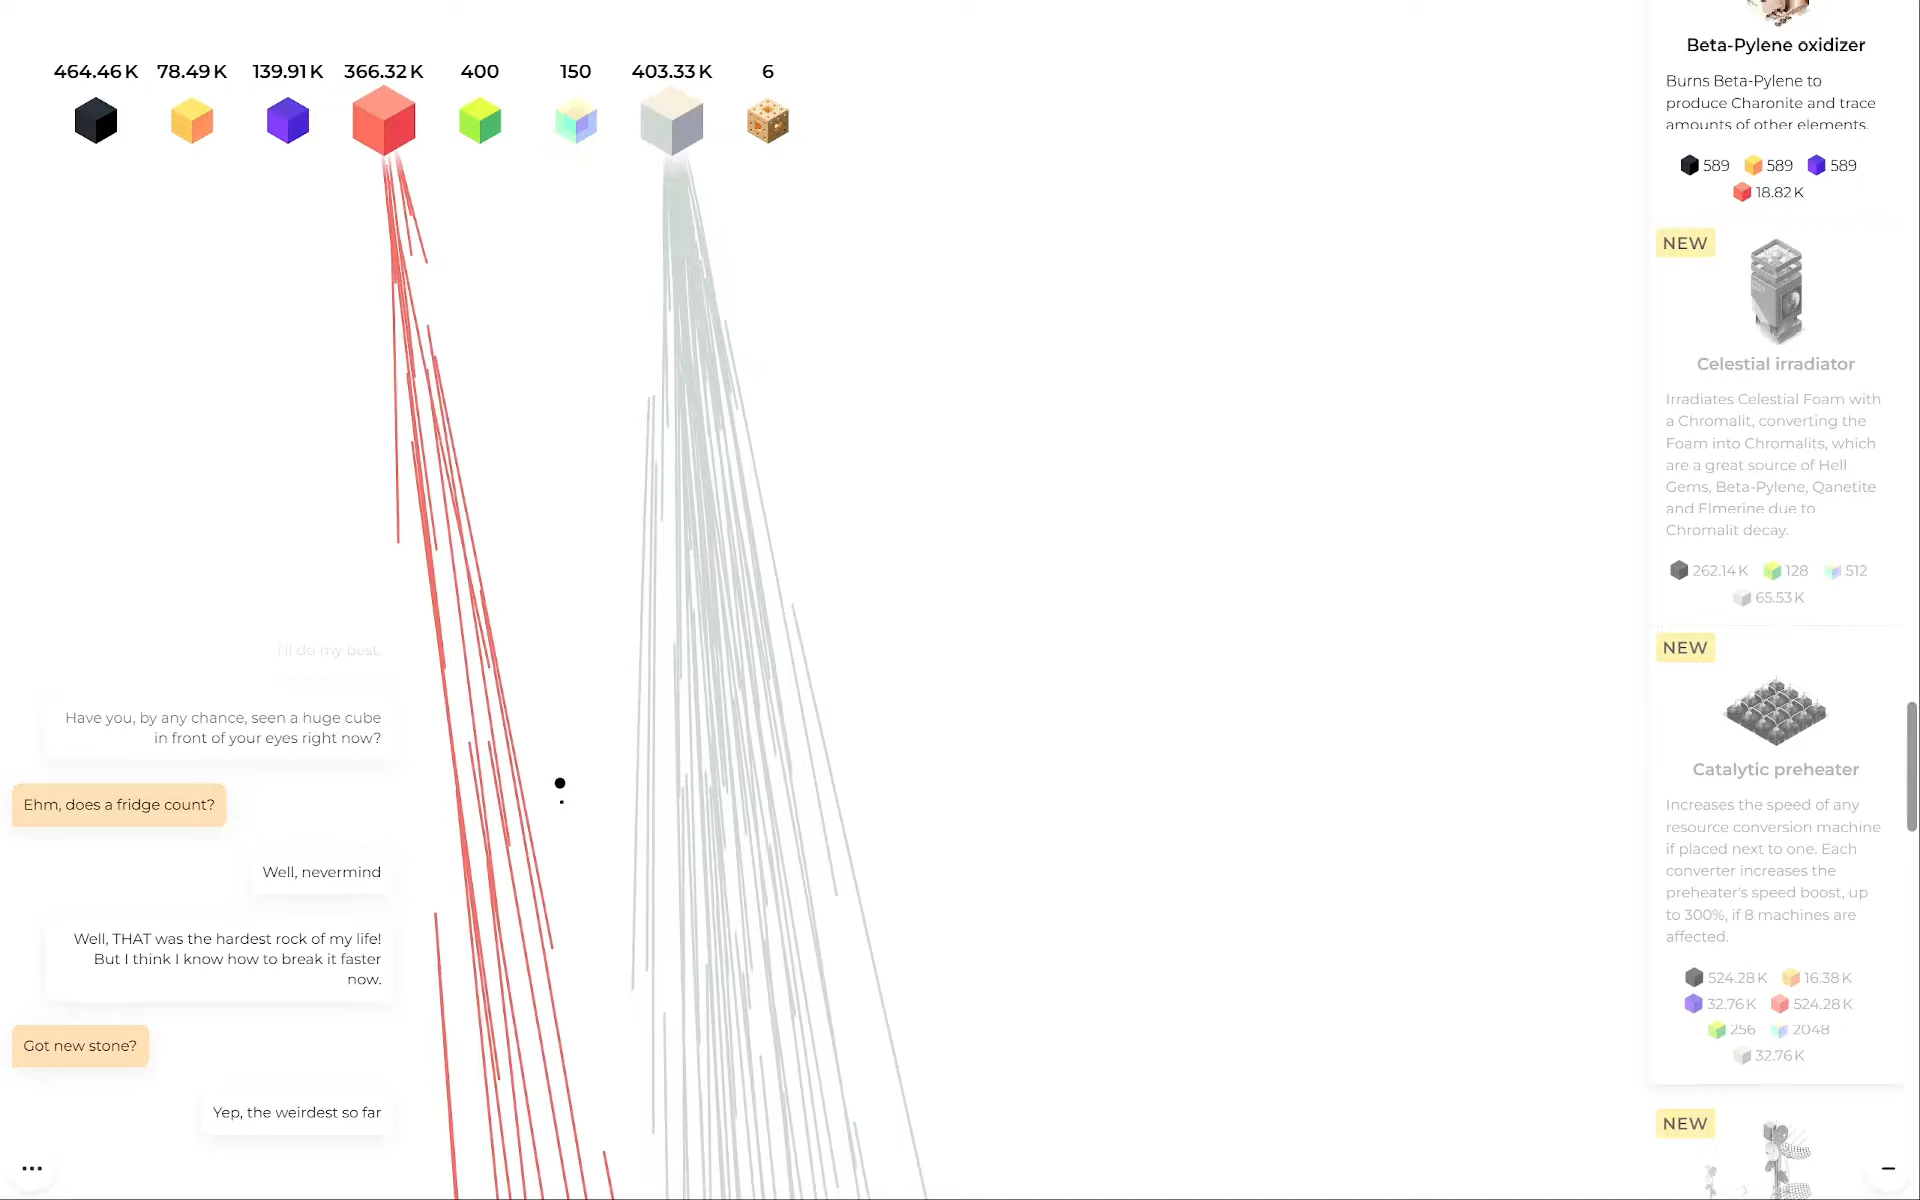 464.46 K 78.49 K 139.91 K 366.32 K 400 150 403.33 K 6
I'll do my best.
Have you, by any chance, seen a huge cube
in front of your eyes right now?
Ehm, does a fridge count?
Well, nevermind
Well, THAT was the hardest rock of my life!
But I think I know how to break it faster
now.
Got new stone?
Yep, the weirdest so far
Beta-Pylene oxidizer
Burns Beta-Pylene to
produce Charonite and trace
amounts of other elements.
589 589 589
18.82 K
NEW
Celestial irradiator
Irradiates Celestial Foam with
a Chromalit, converting the
Foam into Chromalits, which
are a great source of Hell
Gems, Beta-Pylene, Qanetite
and Elmerine due to
Chromalit decay.
262.14 K 128 512
65.53 K
NEW
Catalytic preheater
Increases the speed of any
resource conversion machine
if placed next to one. Each
converter increases the
preheater's speed boost, up
to 300%, if 8 machines are
affected.
524.28 K 16.38 K
32.76 K 524.28 K
256 2048
32.76 K
NEW